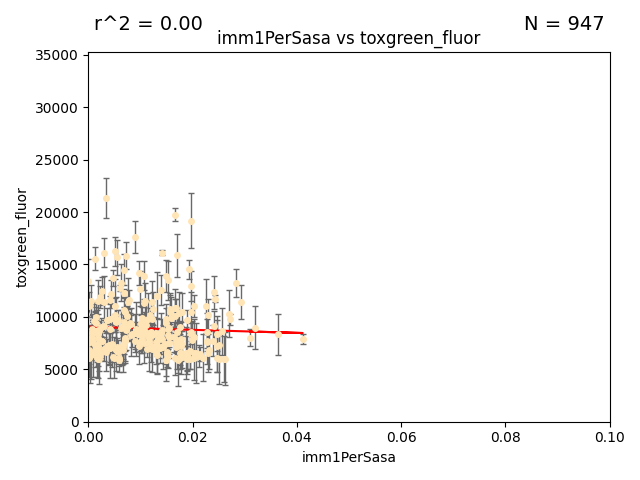 r^2 = 0.00
N = 947
imm1PerSasa vs toxgreen_fluor
35000
30000
25000
20000
15000
10000
5000
0
toxgreen_fluor
0.00
0.02
0.04
0.06
0.08
0.10
imm1PerSasa